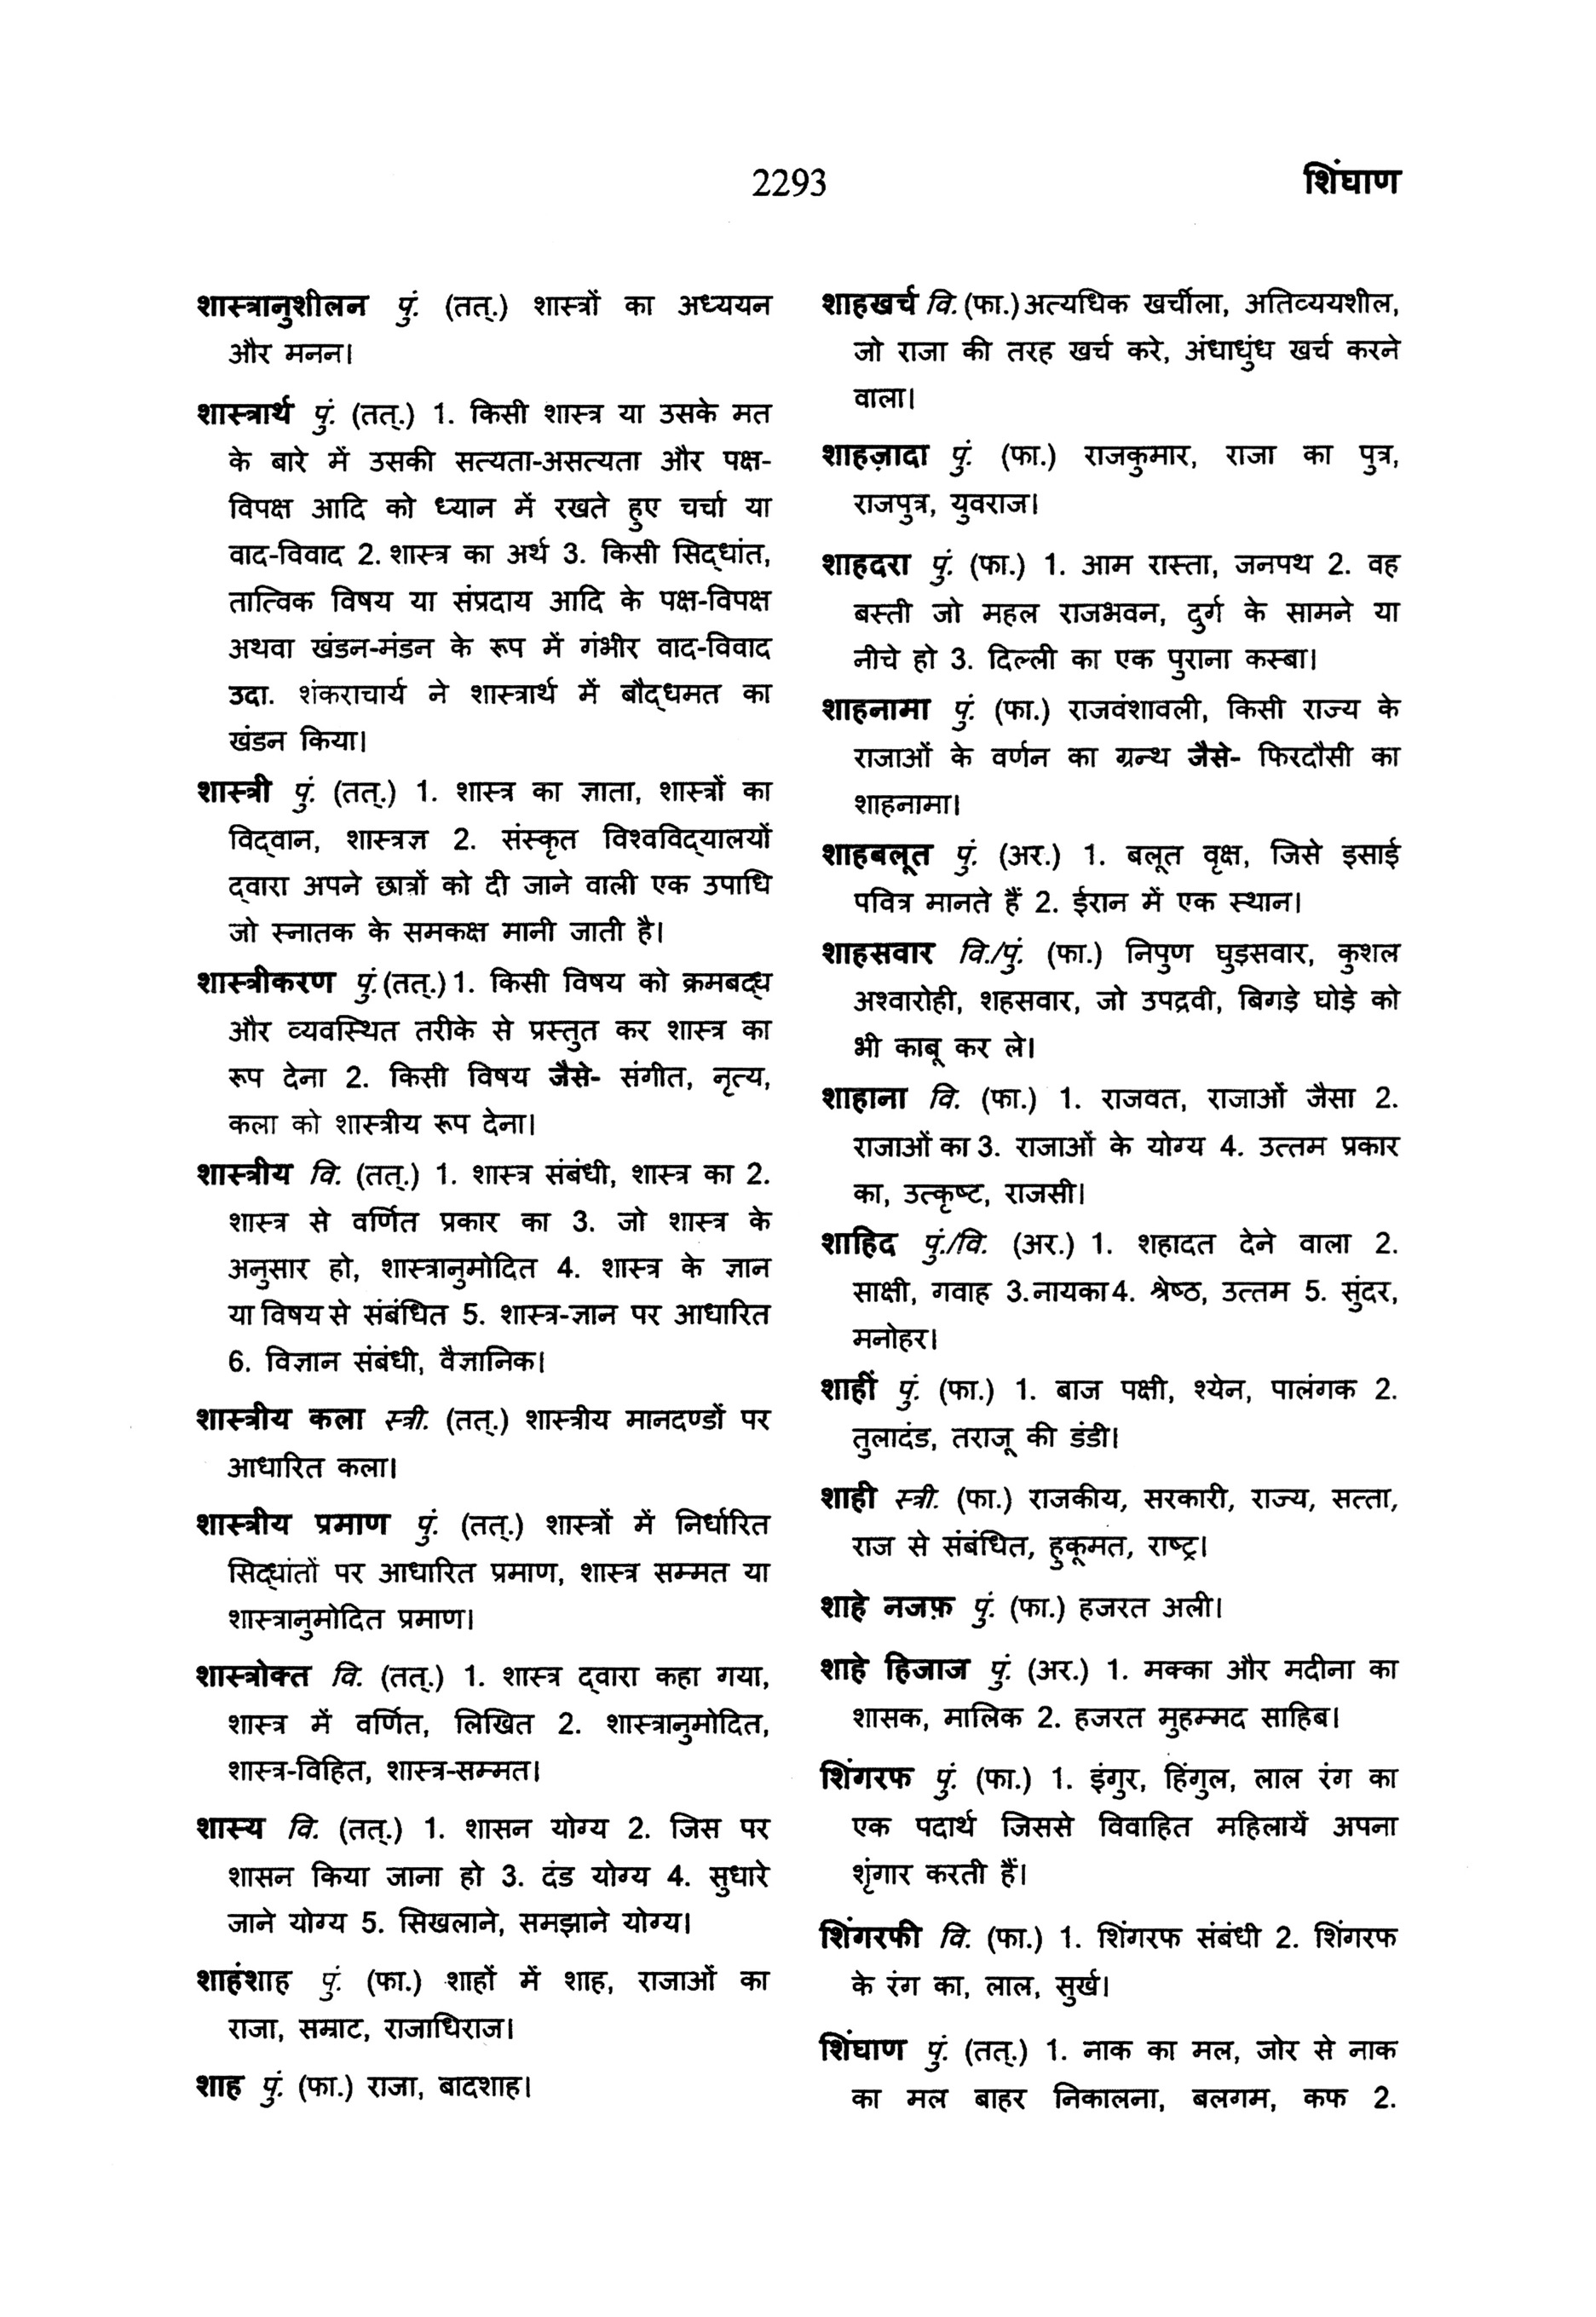 2293
शिंघाण
शास्त्रानुशीलन पुं. (तत्.) शास्त्रों का अध्ययन
और मनन।
शास्त्रार्थ पुं. (तत्.) 1. किसी शास्त्र या उसके मत
के बारे में उसकी सत्यता-असत्यता और पक्ष-
विपक्ष आदि को ध्यान में रखते हुए चर्चा या
वाद-विवाद 2. शास्त्र का अर्थ 3. किसी सिद्‌धांत,
तात्विक विषय या संप्रदाय आदि के पक्ष-विपक्ष
अथवा खंडन-मंडन के रूप में गंभीर वाद-विवाद
उदा. शंकराचार्य ने शास्त्रार्थ में बौद्‌धमत का
खंडन किया।
शास्त्री पुं. (तत्.) 1. शास्त्र का ज्ञाता, शास्त्रों का
विद्‌वान, शास्त्रज्ञ 2. संस्कृत विश्वविद्‌यालयों
द्‌वारा अपने छात्रों को दी जाने वाली एक उपाधि
जो स्नातक के समकक्ष मानी जाती है।
शास्त्रीकरण पुं.(तत्.)1. किसी विषय को क्रमबद्‌ध
और व्यवस्थित तरीके से प्रस्तुत कर शास्त्र का
रूप देना 2. किसी विषय जैसे- संगीत, नृत्य,
कला को शास्त्रीय रूप देना।
शास्त्रीय वि. (तत्.) 1. शास्त्र संबंधी, शास्त्र का 2.
शास्त्र से वर्णित प्रकार का 3. जो शास्त्र के
अनुसार हो, शास्त्रानुमोदित 4. शास्त्र के ज्ञान
या विषय से संबंधित 5. शास्त्र-ज्ञान पर आधारित
6. विज्ञान संबंधी, वैज्ञानिक।
शास्त्रीय कला स्त्री. (तत्.) शास्त्रीय मानदण्डों पर
आधारित कला।
शास्त्रीय प्रमाण पुं. (तत्.) शास्त्रों में निर्धारित
सिद्‌धांतों पर आधारित प्रमाण, शास्त्र सम्मत या
शास्त्रानुमोदित प्रमाण।
शास्त्रोक्त वि. (तत्.) 1. शास्त्र द्‌वारा कहा गया,
शास्त्र में वर्णित, लिखित 2. शास्त्रानुमोदित,
शास्त्र-विहित, शास्त्र-सम्मत।
शास्य वि. (तत्.) 1. शासन योग्य 2. जिस पर
शासन किया जाना हो 3. दंड योग्य 4. सुधारे
जाने योग्य 5. सिखलाने, समझाने योग्य।
शाहंशाह पुं. (फा.) शाहों में शाह, राजाओं का
राजा, सम्राट, राजाधिराज।
शाह पुं. (फा.) राजा, बादशाह।
शाहखर्च वि. (फा.)अत्यधिक खर्चीला, अतिव्ययशील,
जो राजा की तरह खर्च करे, अंधाधुंध खर्च करने
वाला।
शाहज़ादा पुं. (फा.) राजकुमार, राजा का पुत्र,
राजपुत्र, युवराज।
शाहदरा पुं. (फा.) 1. आम रास्ता, जनपथ 2. वह
बस्ती जो महल राजभवन, दुर्ग के सामने या
नीचे हो 3. दिल्ली का एक पुराना कस्बा।
शाहनामा पुं. (फा.) राजवंशावली, किसी राज्य के
राजाओं के वर्णन का ग्रन्थ जैसे- फिरदौसी का
शाहनामा।
शाहबलूत पुं. (अर.) 1. बलूत वृक्ष, जिसे इसाई
पवित्र मानते हैं 2. ईरान में एक स्थान।
शाहसवार वि./पुं. (फा.) निपुण घुड़सवार, कुशल
अश्वारोही, शहसवार, जो उपद्रवी, बिगड़े घोड़े को
भी काबू कर ले।
शाहाना वि. (फा.) 1. राजवत, राजाओं जैसा 2.
राजाओं का 3. राजाओं के योग्य 4. उत्तम प्रकार
का, उत्कृष्ट, राजसी।
शाहिद पुं./वि. (अर.) 1. शहादत देने वाला 2.
साक्षी, गवाह 3.नायका4. श्रेष्ठ, उत्तम 5. सुंदर,
मनोहर।
शाहीं पुं. (फा.) 1. बाज पक्षी, श्येन, पालंगक 2.
तुलादंड, तराजू की डंडी।
शाही स्त्री. (फा.) राजकीय, सरकारी, राज्य, सत्ता,
राज से संबंधित, हुकूमत, राष्ट्र।
शाहे नजफ़ पुं. (फा.) हजरत अली।
शाहे हिजाज पुं. (अर.) 1. मक्का और मदीना का
शासक, मालिक 2. हजरत मुहम्मद साहिब।
शिंगरफ पुं. (फा.) 1. इंगुर, हिंगुल, लाल रंग का
एक पदार्थ जिससे विवाहित महिलायें अपना
शृंगार करती हैं।
शिंगरफी वि. (फा.) 1. शिंगरफ संबंधी 2. शिंगरफ
के रंग का, लाल, सुर्ख।
शिंघाण पुं. (तत्.) 1. नाक का मल, जोर से नाक
का मल बाहर निकालना, बलगम, कफ 2.